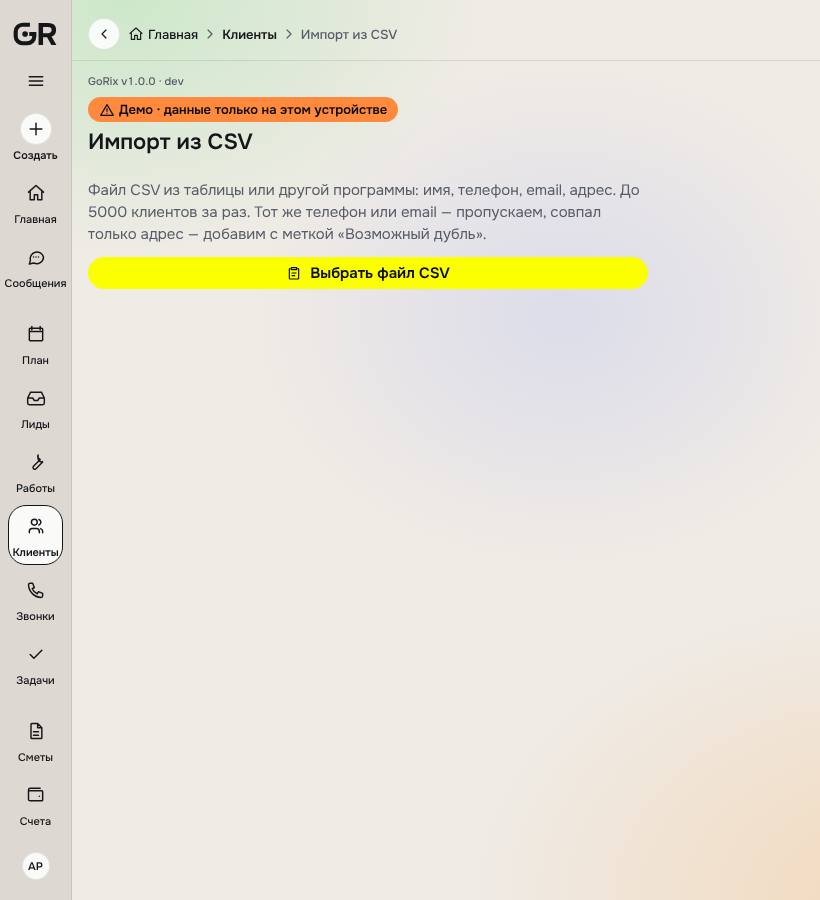 GR
Главная
Клиенты
Импорт из CSV
GoRix v1.0.0 · dev
Демо · данные только на этом устройстве
Импорт из CSV
Файл CSV из таблицы или другой программы: имя, телефон, email, адрес. До
5000 клиентов за раз. Тот же телефон или email — пропускаем, совпал
только адрес — добавим с меткой «Возможный дубль».
Выбрать файл CSV
Создать
Главная
Сообщения
План
Лиды
Работы
Клиенты
Звонки
Задачи
Сметы
Счета
AP